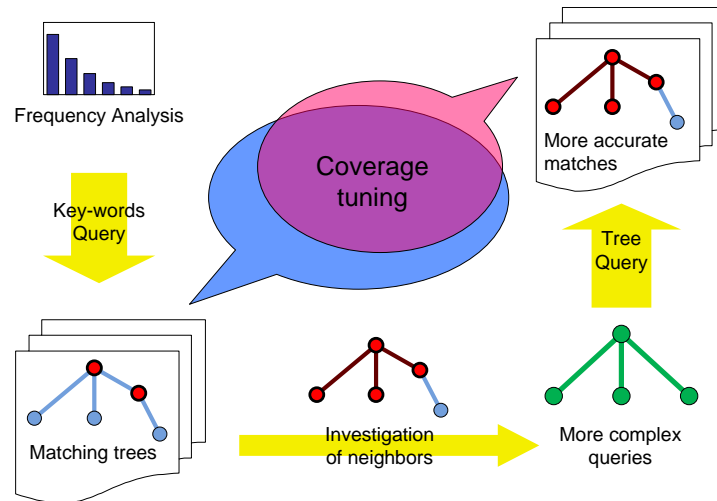 Frequency Analysis
Key-words
Query
Coverage
tuning
More accurate
matches
Tree
Query
Matching trees
Investigation
of neighbors
More complex
queries